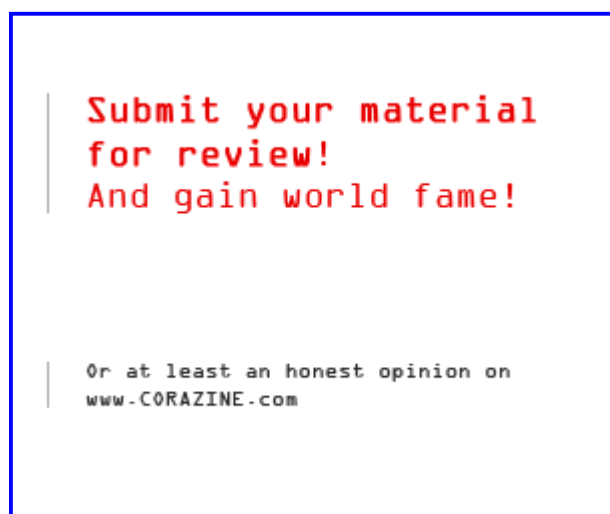 Submit your material
for review!
And gain world fame!
Or at least an honest opinion on
www.CORAZINE.com